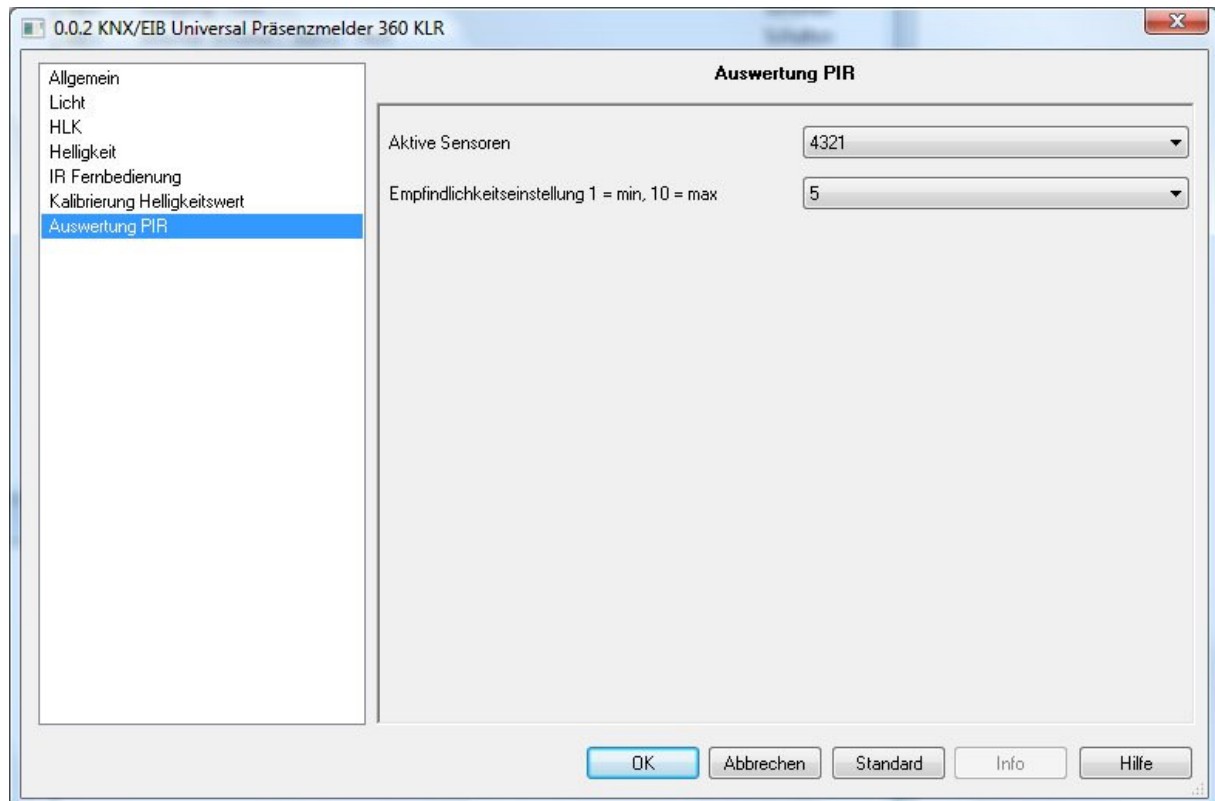 0.0.2 KNX/EIB Universal Präsenzmelder 360 KLR
Allgemein
Licht
HLK
Helligkeit
IR Fernbedienung
Kalibrierung Helligkeitswert
Auswertung PIR
Auswertung PIR
Aktive Sensoren
4321
Empfindlichkeitseinstellung 1 = min, 10 = max
5
OK
Abbrechen
Standard
Info
Hilfe